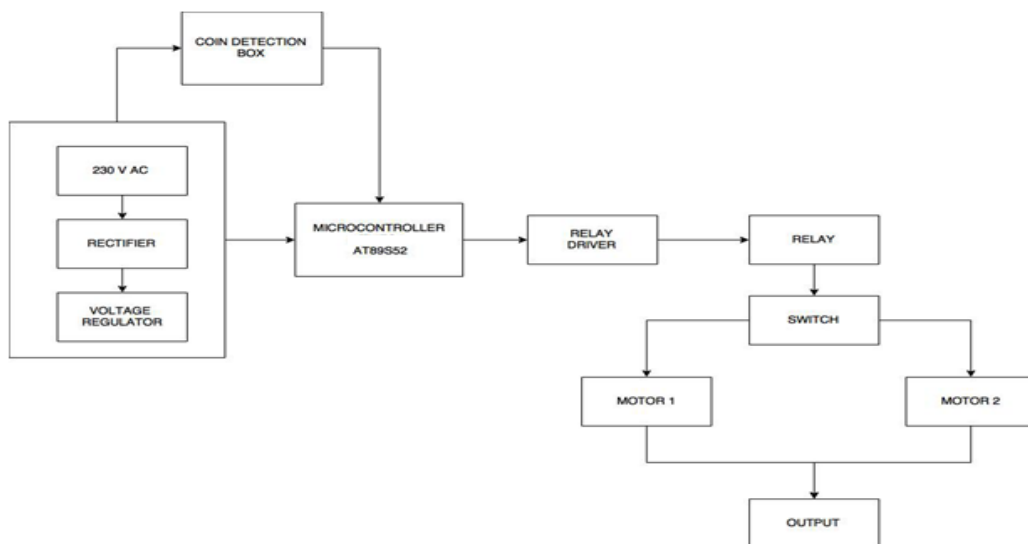 COIN DETECTION
BOX
230 V AC
RECTIFIER
VOLTAGE
REGULATOR
MICROCONTROLLER
AT89S52
RELAY
DRIVER
RELAY
SWITCH
MOTOR 1
MOTOR 2
OUTPUT